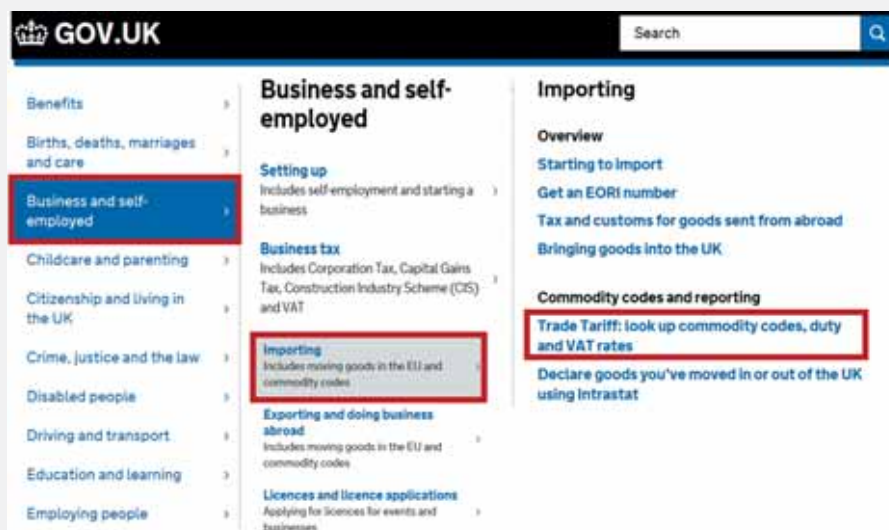 GOV.UK
Search
Benefits
Births, deaths, marriages
and care
Business and self-
employed
Childcare and parenting
Citizenship and living in
the UK
Crime, justice and the law
Disabled people
Driving and transport
Education and learning
Employing people
Business and self-
employed
Setting up
Includes self-employment and starting a
business
Business tax
Includes Corporation Tax, Capital Gains
Tax, Construction Industry Scheme (CIS)
and VAT
Importing
Includes moving goods in the EU and
commodity codes
Exporting and doing business
abroad
Includes moving goods in the EU and
commodity codes
Licences and licence applications
Applying for licences for events and
businesses
Importing
Overview
Starting to import
Get an EORI number
Tax and customs for goods sent from abroad
Bringing goods into the UK
Commodity codes and reporting
Trade Tariff: look up commodity codes, duty
and VAT rates
Declare goods you've moved in or out of the UK
using Intrastat